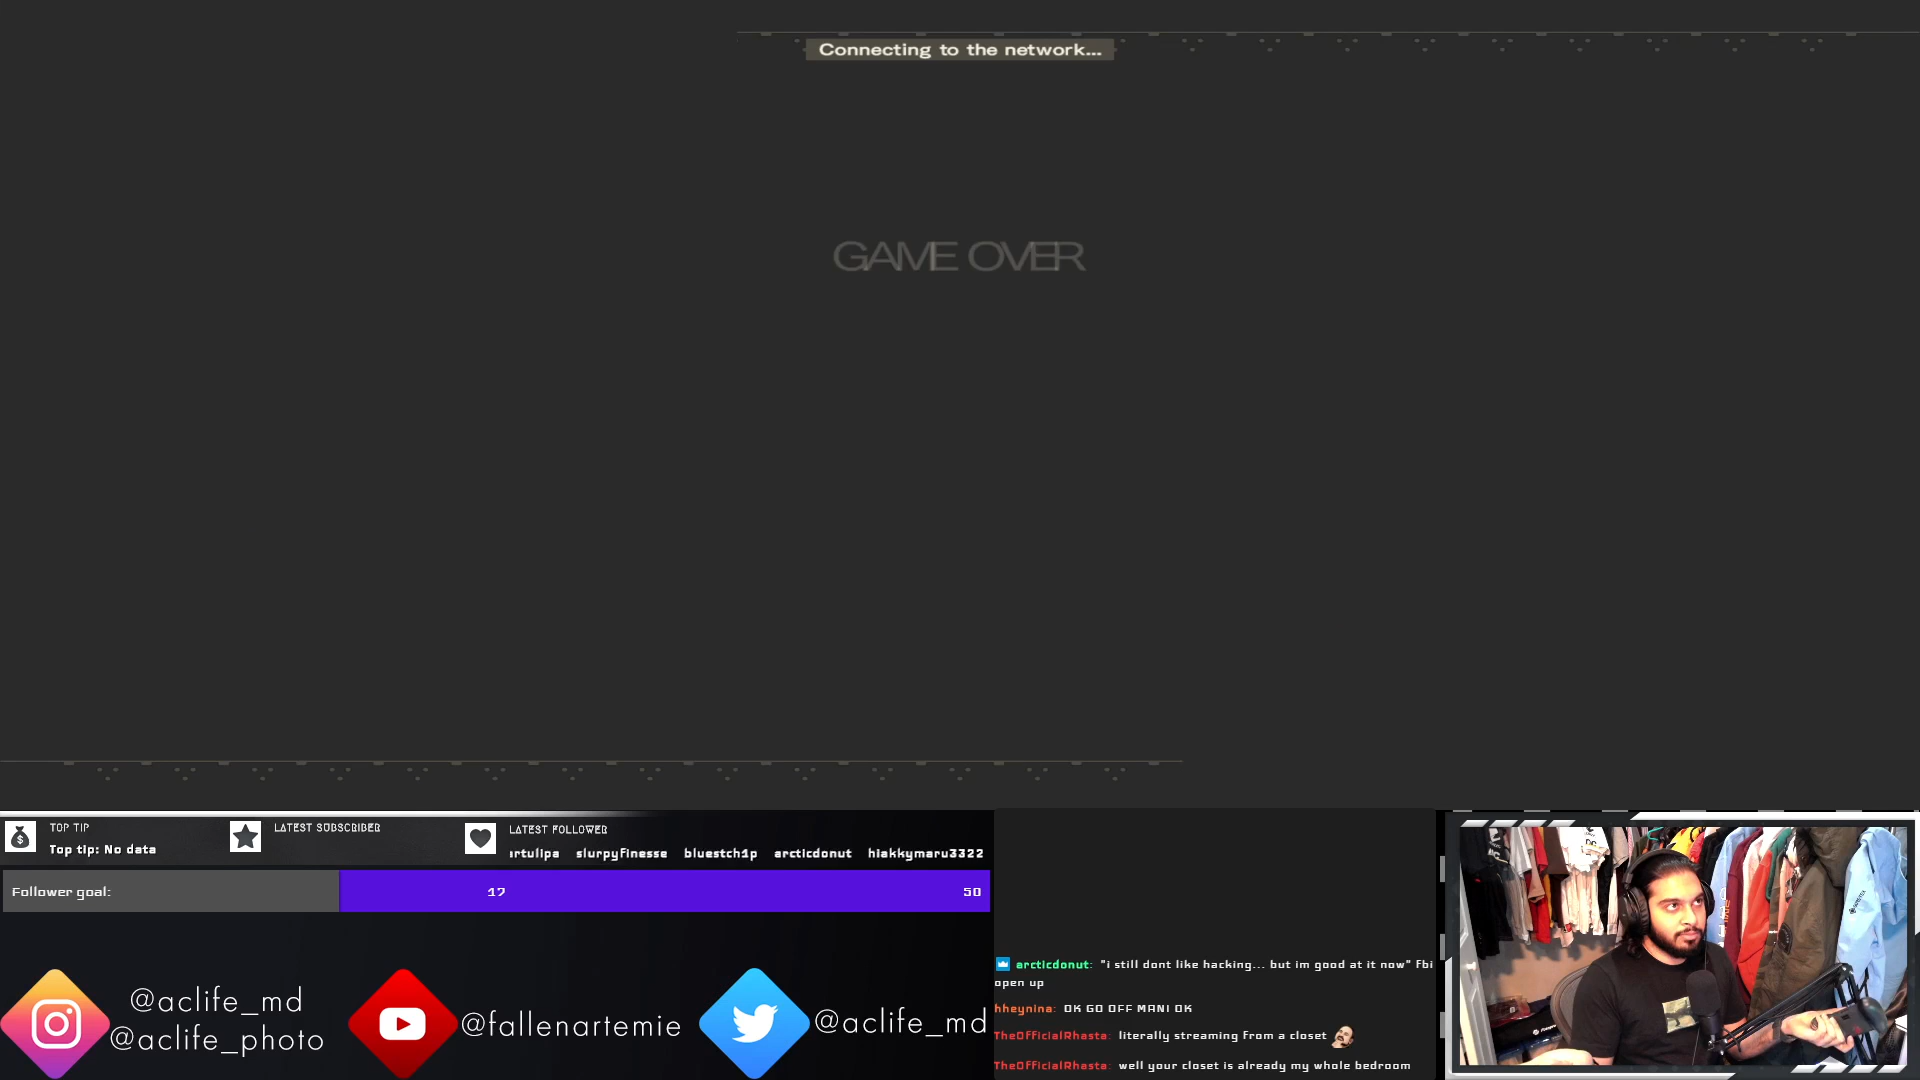 Connecting to the network...
GAME OVER
TOP TIP
Top tip: No data
LATEST SUBSCRIBER
LATEST FOLLOWER
slurpyfinesse bluestch1p arcticdonut hiakkymaru3322
Follower goal:
17
50
@aclife_md
@aclife_photo
@fallenartemie
@aclife_md
arcticdonut: "i still dont like hacking... but im good at it now" Fbi
open up
hheynina: OK GO OFF MANI OK
TheOfficialRhasta: literally streaming from a closet
TheOfficialRhasta: well your closet is already my whole bedroom